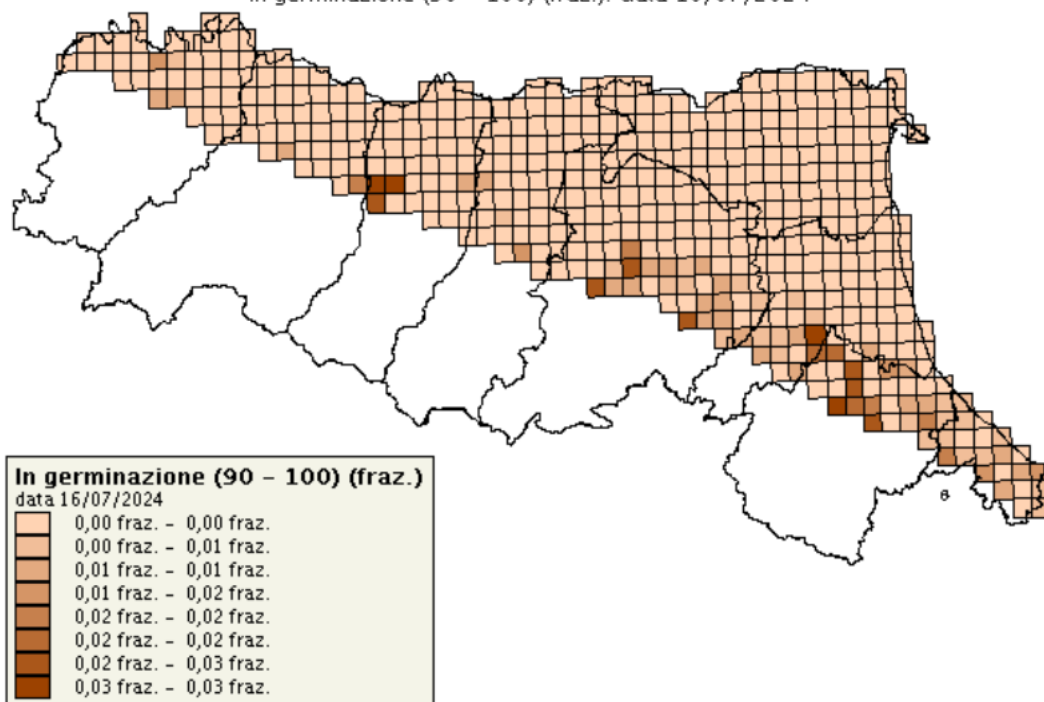 In germinazione (90 – 100) (fraz.)
data 16/07/2024
0,00 fraz. – 0,00 fraz.
0,00 fraz. – 0,01 fraz.
0,01 fraz. – 0,01 fraz.
0,01 fraz. – 0,02 fraz.
0,02 fraz. – 0,02 fraz.
0,02 fraz. – 0,02 fraz.
0,02 fraz. – 0,03 fraz.
0,03 fraz. – 0,03 fraz.